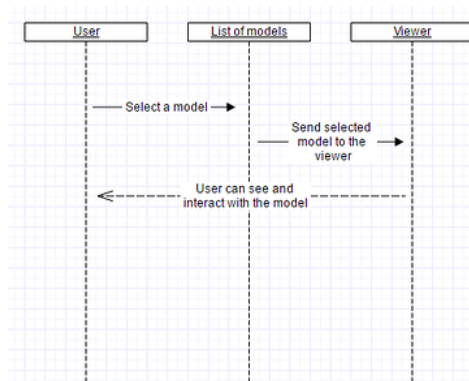 User
List of models
Viewer
Select a model
Send selected
model to the
viewer
User can see and
interact with the model